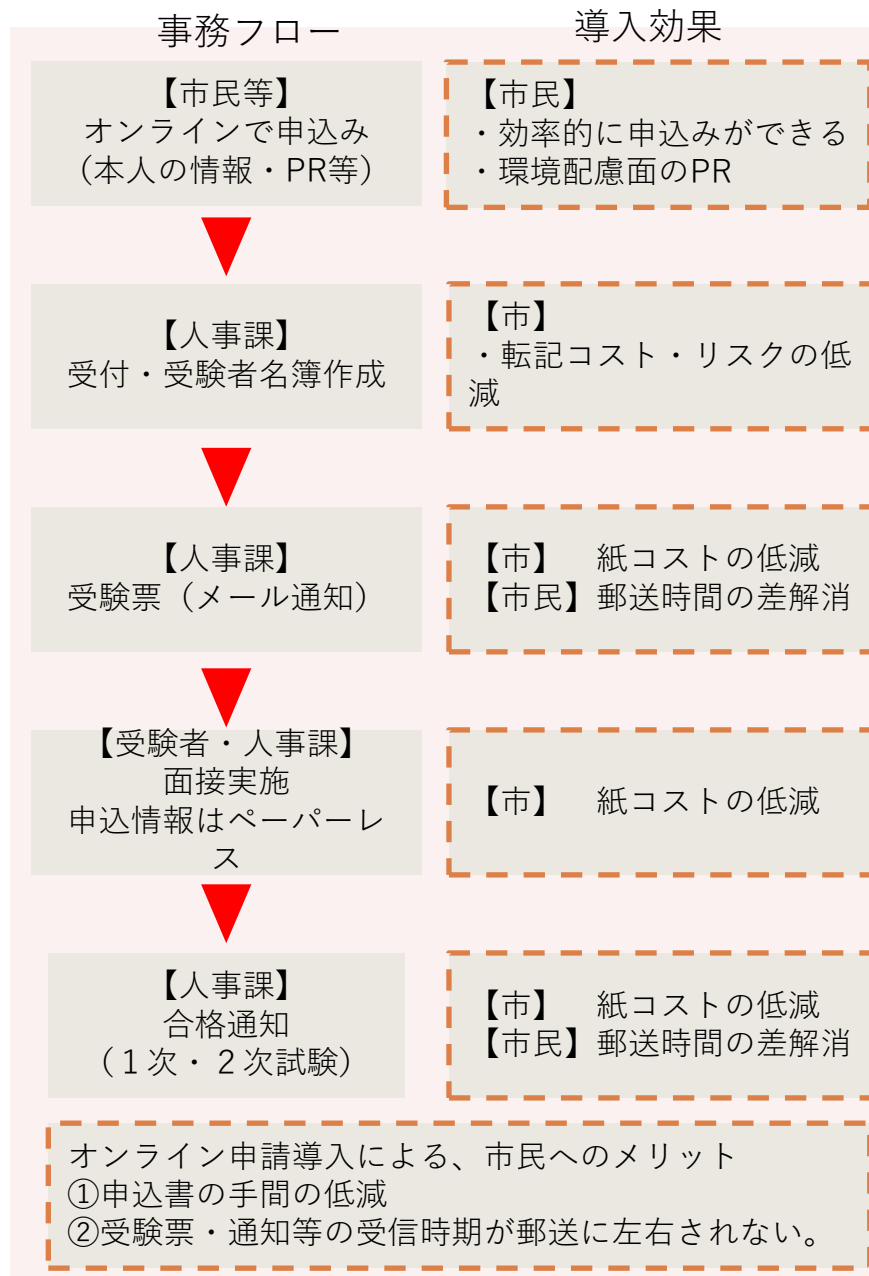 事務フロー
導入効果
【市民等】
オンラインで申込み
(本人の情報・PR等)
【市民】
・効率的に申込みができる
・環境配慮面のPR
【人事課】
受付・受験者名簿作成
【市】
・転記コスト・リスクの低
減
【人事課】
受験票（メール通知）
【市】　紙コストの低減
【市民】郵送時間の差解消
【受験者・人事課】
面接実施
申込情報はペーパーレ
ス
【市】　紙コストの低減
【人事課】
合格通知
(１次・２次試験)
【市】　紙コストの低減
【市民】郵送時間の差解消
オンライン申請導入による、市民へのメリット
①申込書の手間の低減
②受験票・通知等の受信時期が郵送に左右されない。